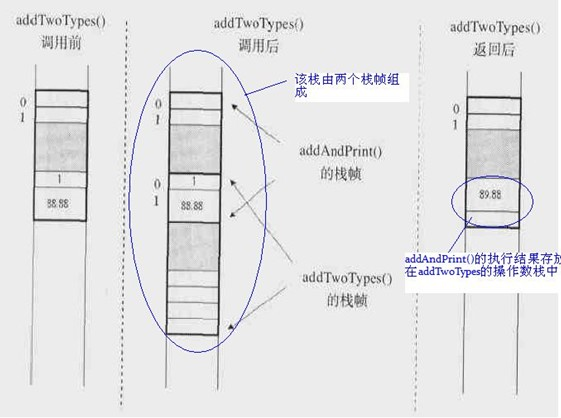 addTwoTypes()
调用前
0
1
1
88.88
addTwoTypes()
调用后
0
1
0
1
1
88.88
该栈由两个栈帧组
成
addAndPrint()
的栈帧
addTwoTypes()
的栈帧
addTwoTypes()
返回后
0
1
89.88
addAndPrint()的执行结果存放
在addTwoTypes的操作数栈中